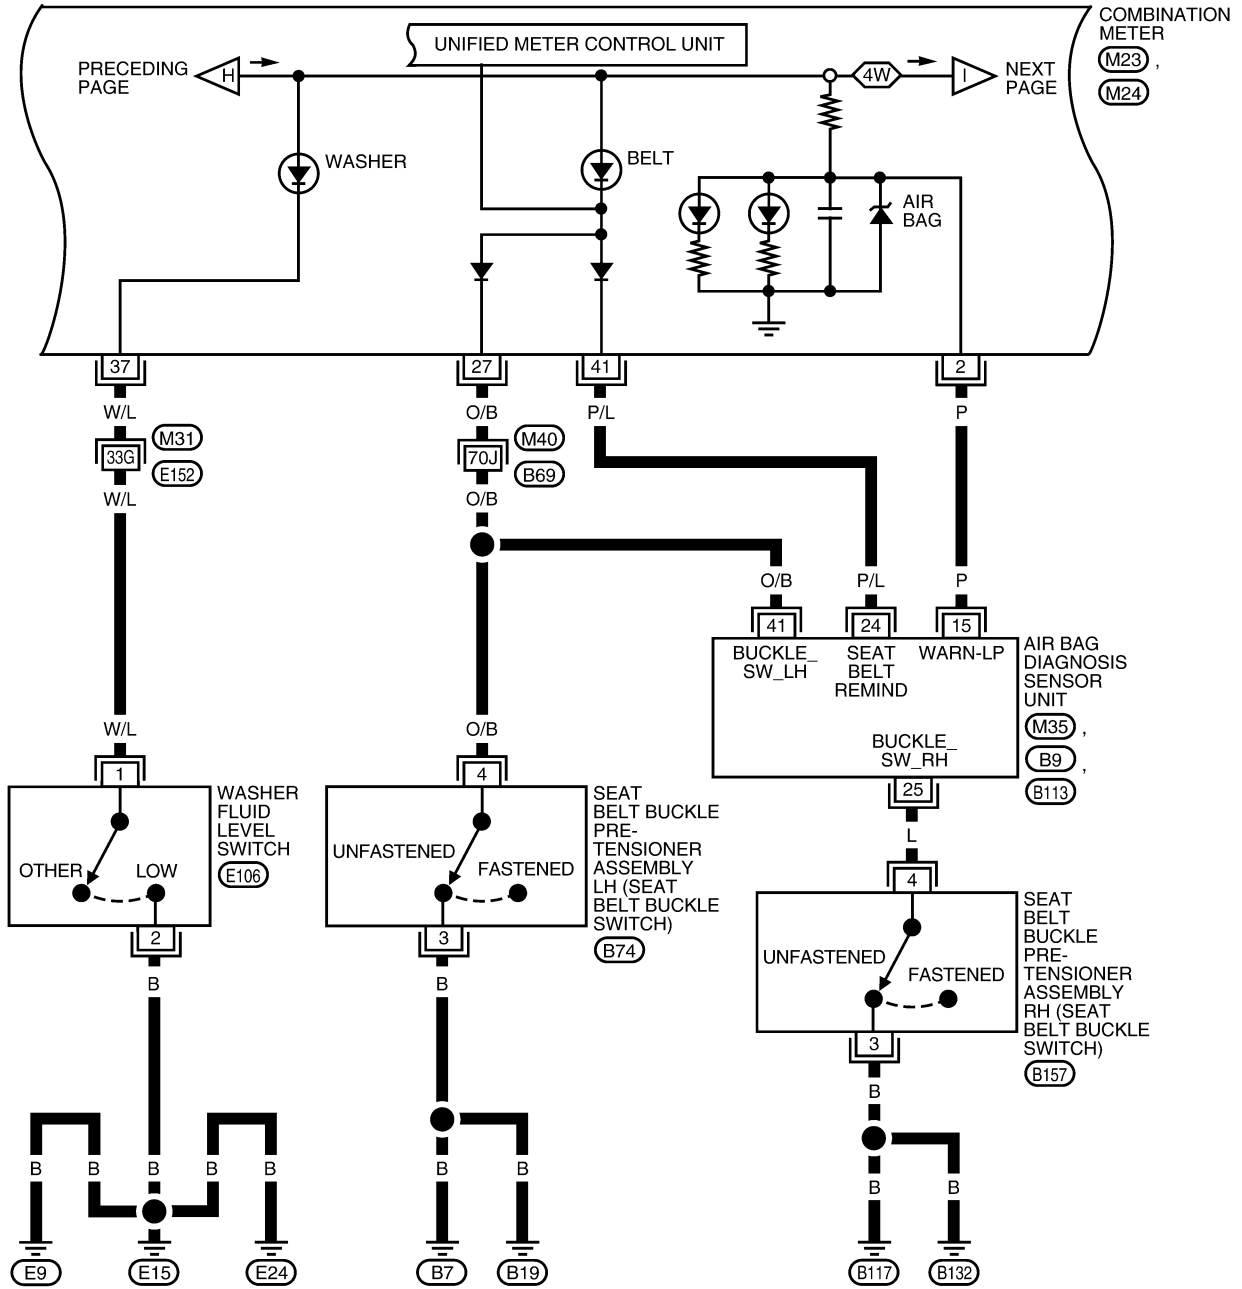 COMBINATION
METER
M23 ,
M24
UNIFIED METER CONTROL UNIT
PRECEDING
PAGE
H
4W
I
NEXT
PAGE
WASHER
BELT
AIR
BAG
37
27
41
2
W/L
O/B
P/L
P
33G
M31
E152
70J
M40
B69
W/L
O/B
O/B
P/L
P
41
24
15
BUCKLE_
SW_LH
SEAT
BELT
REMIND
WARN-LP
BUCKLE_
SW_RH
AIR BAG
DIAGNOSIS
SENSOR
UNIT
M35 ,
B9 ,
B113
25
L
W/L
O/B
1
OTHER
LOW
WASHER
FLUID
LEVEL
SWITCH
E106
2
4
UNFASTENED
FASTENED
SEAT
BELT BUCKLE
PRE-
TENSIONER
ASSEMBLY
LH (SEAT
BELT BUCKLE
SWITCH)
B74
3
4
UNFASTENED
FASTENED
SEAT
BELT
BUCKLE
PRE-
TENSIONER
ASSEMBLY
RH (SEAT
BELT BUCKLE
SWITCH)
B157
3
B
B
B
B
B
B
B
B
B
B
E9
E15
E24
B7
B19
B117
B132